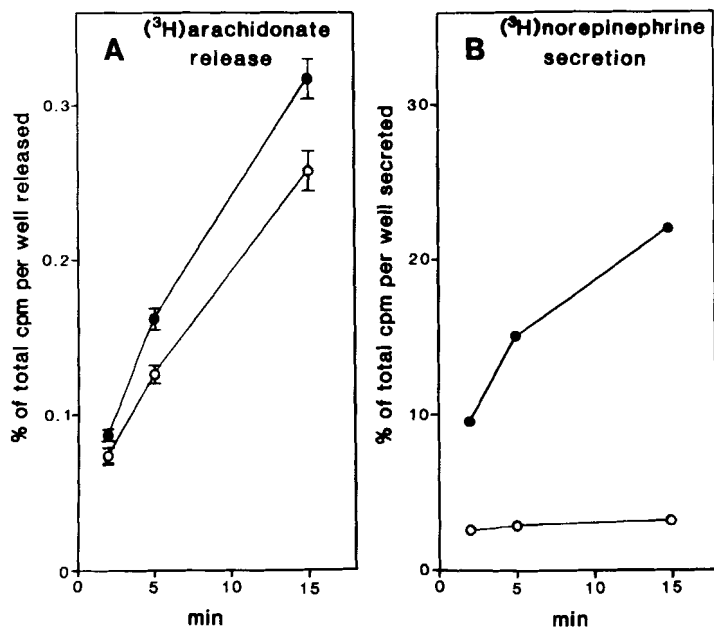 A
(³H)arachidonate
release
% of total cpm per well released
0.3
0.2
0.1
0
0
5
10
15
min
B
(³H)norepinephrine
secretion
% of total cpm per well secreted
30
20
10
0
0
5
10
15
min